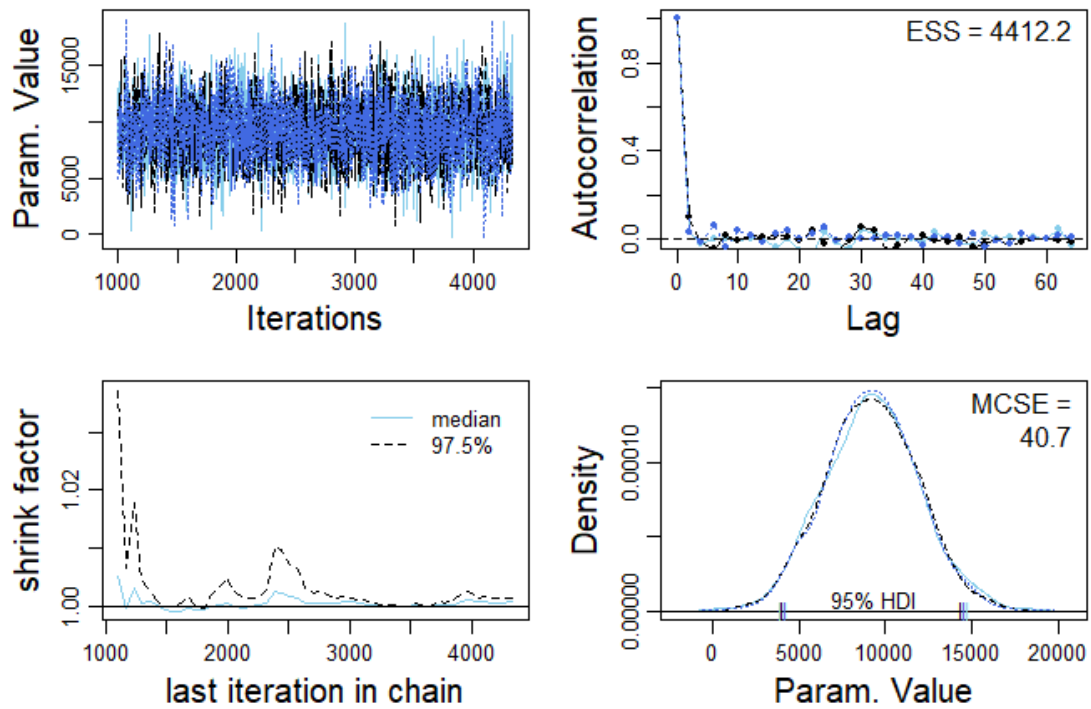 Param. Value
0 5000 15000
1000 2000 3000 4000
Iterations
Autocorrelation
0.0 0.4 0.8
ESS = 4412.2
0 10 20 30 40 50 60
Lag
shrink factor
1.00 1.02
median
97.5%
1000 2000 3000 4000
last iteration in chain
Density
0.00000 0.00010
MCSE =
40.7
95% HDI
0 5000 10000 15000 20000
Param. Value